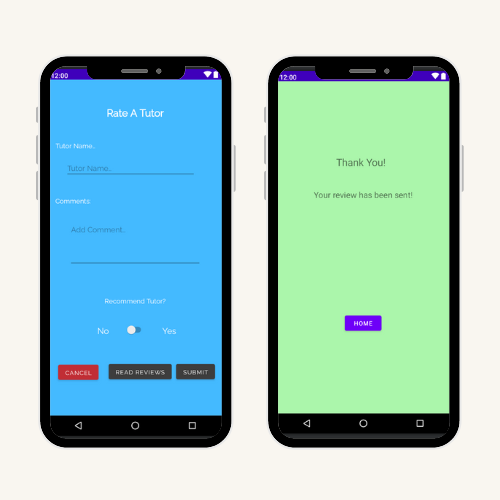 12:00
Rate A Tutor
Tutor Name.
Tutor Name..
Comments
Add Comment..
Recommend Tutor?
No Yes
CANCEL READ REVIEWS SUBMIT
12:00
Thank You!
Your review has been sent!
HOME